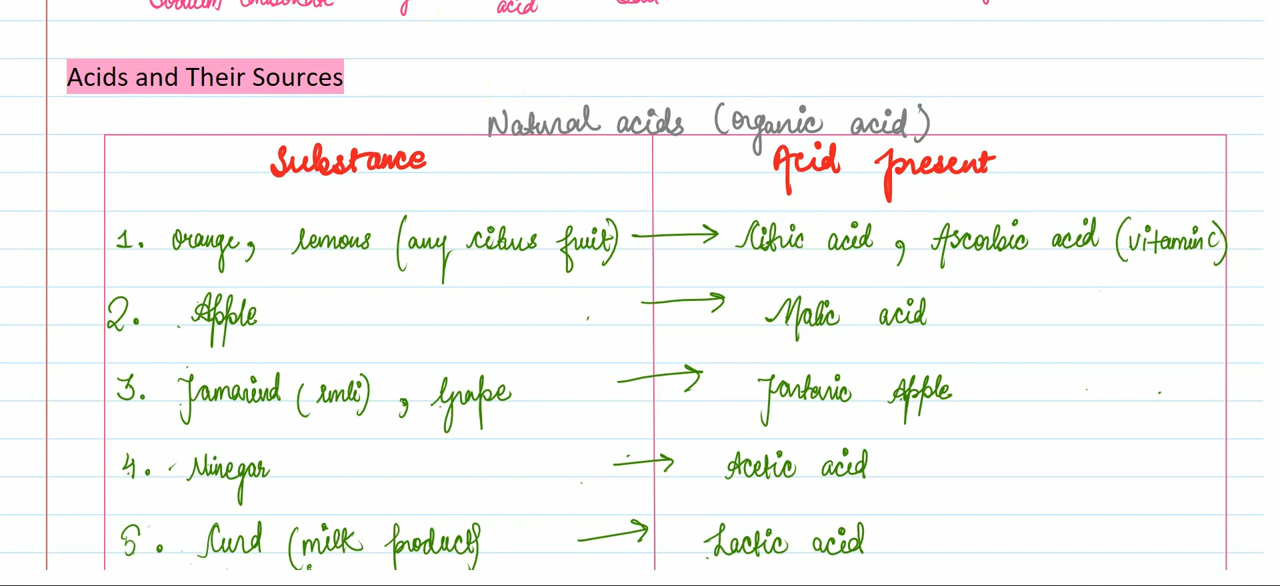 acid
Acids and Their Sources
Natural acids (organic acid)
Substance Acid present
1. Orange, lemons (any citrus fruit) → Citric acid, Ascorbic acid (vitamin C)
2. Apple → Malic acid
3. Tamarind (imli), Grape → Tartaric Apple
4. Vinegar → Acetic acid
5. Curd (milk product) → Lactic acid